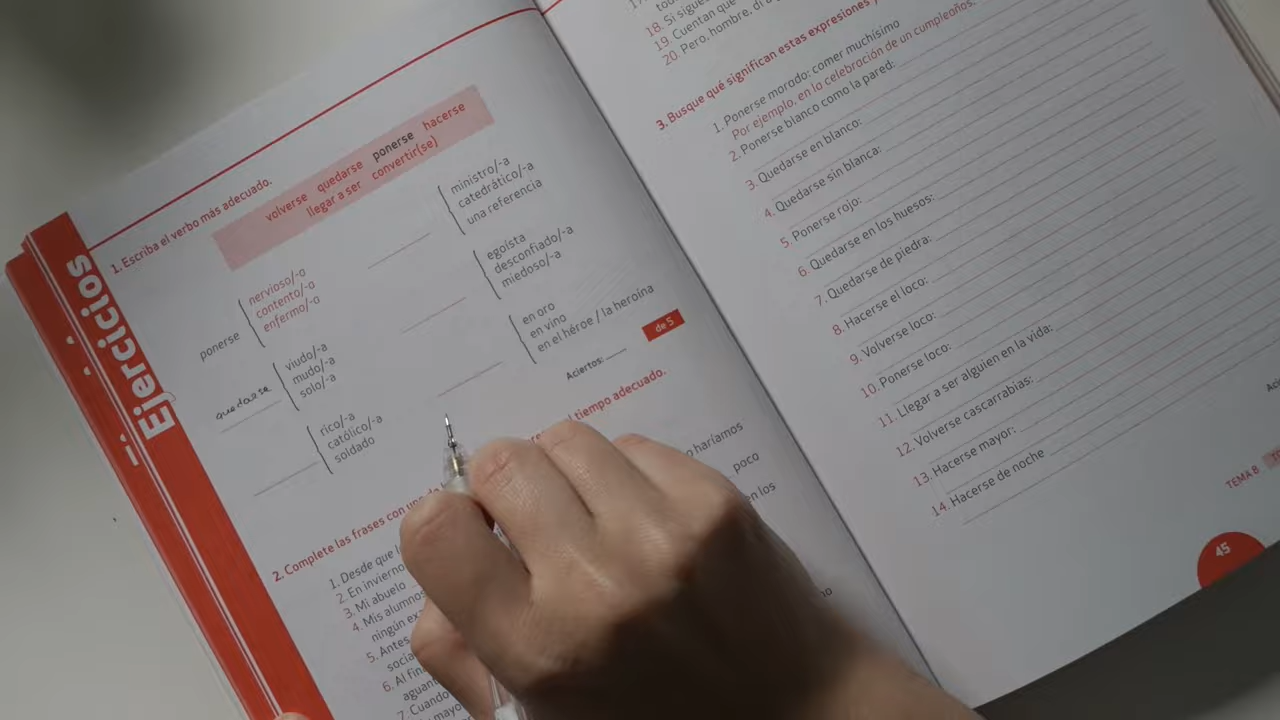 Ejercicios
1. Escriba el verbo más adecuado.
volverse quedarse ponerse hacerse
llegar a ser convertir(se)
ponerse
nervioso/-a
contento/-a
enfermo/-a
quedarse
viudo/-a
mudo/-a
solo/-a
rico/-a
católico/-a
soldado
ministro/-a
catedrático/-a
una referencia
egoísta
desconfiado/-a
miedoso/-a
en oro
en vino
en el héroe / la heroína
Aciertos:
de 5
2. Complete las frases con uno de
el tiempo adecuado.
1. Desde que
2. En invierno
3. Mi abuelo
4. Mis alumnos
ningún
5. Antes
6. Al
7. Cuando
haríamos
poco
en los
18. Si
19. Cuentan que
20. Pero, hombre,
3. Busque qué significan estas expresiones
1. Ponerse morado: comer muchísimo
Por ejemplo, en la celebración de un cumpleaños.
2. Ponerse blanco como la pared:
3. Quedarse en blanco:
4. Quedarse sin blanca:
5. Ponerse rojo:
6. Quedarse en los huesos:
7. Quedarse de piedra:
8. Hacerse el loco:
9. Volverse loco:
10. Ponerse loco:
11. Llegar a ser alguien en la vida:
12. Volverse cascarrabias:
13. Hacerse mayor:
14. Hacerse de noche
TEMA 8
45